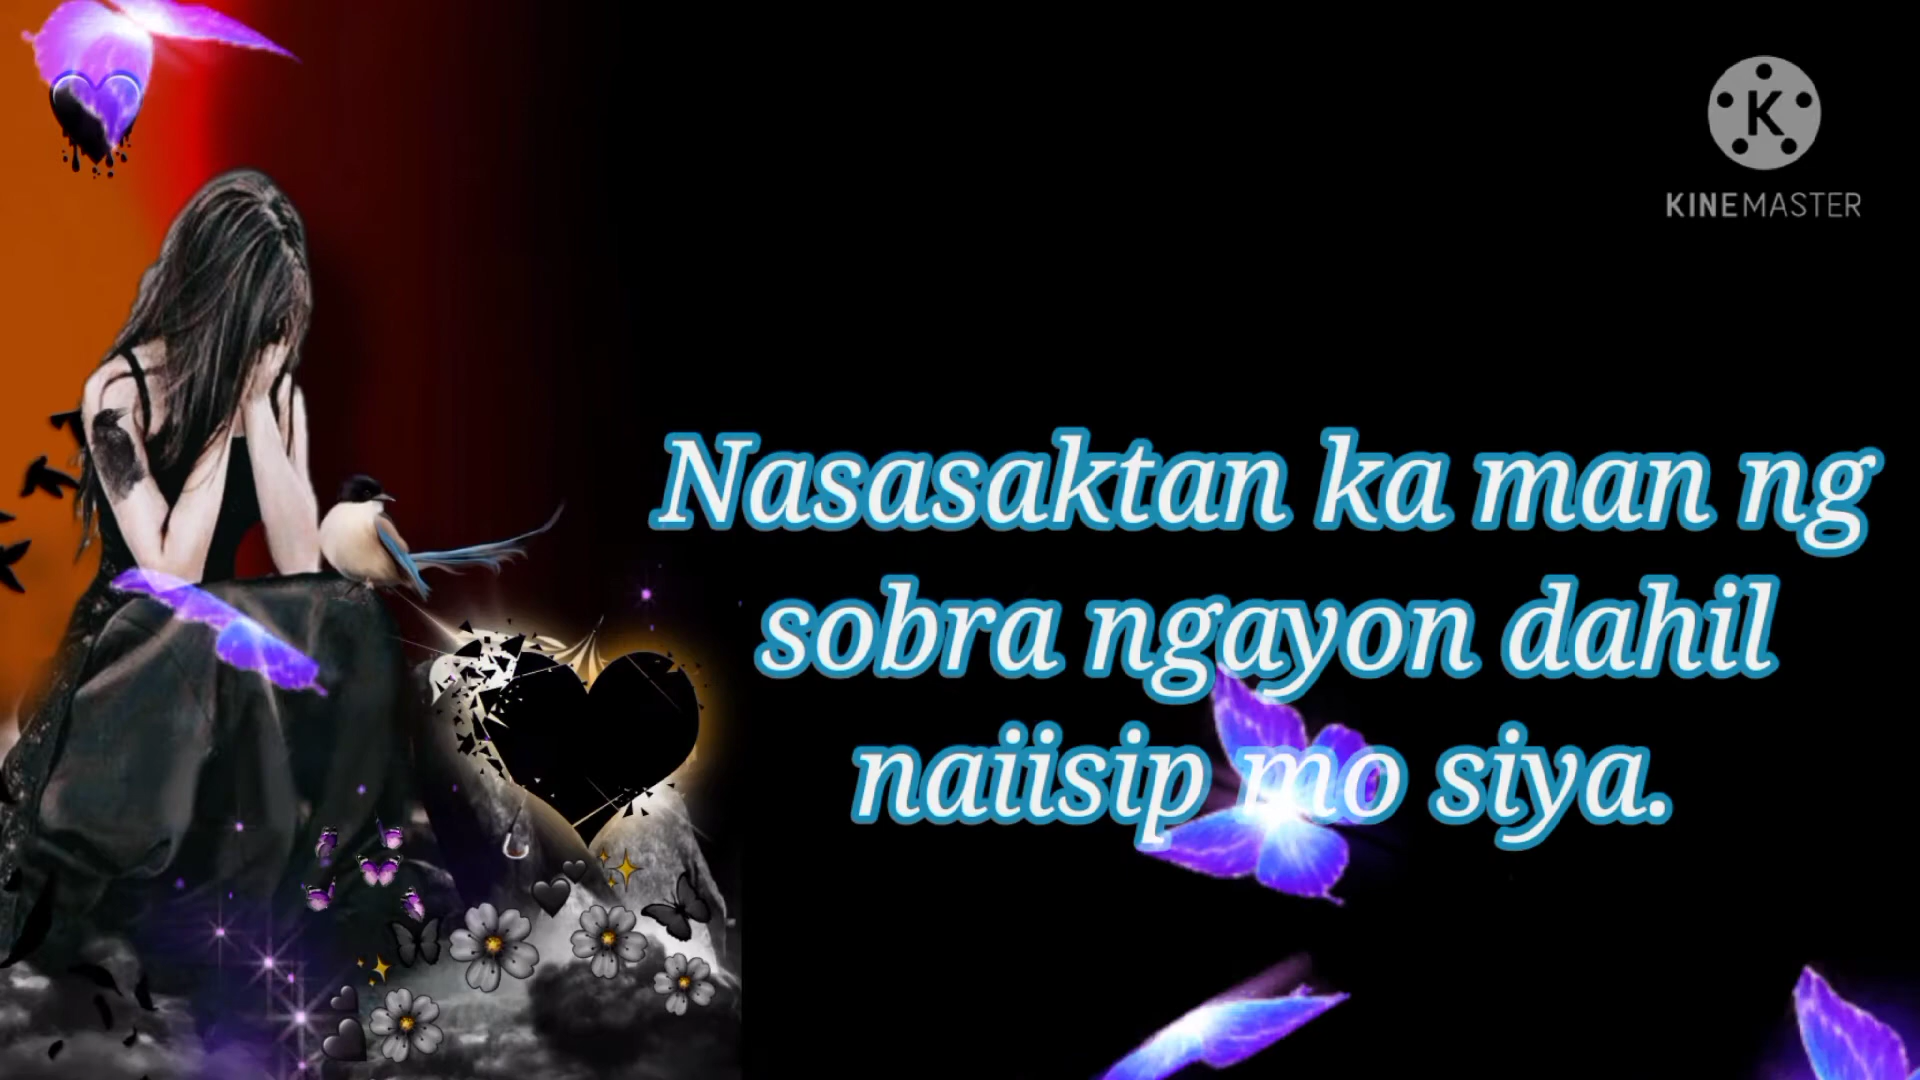 K
KINEMASTER
Nasasaktan ka man ng
sobra ngayon dahil
naiisip mo siya.